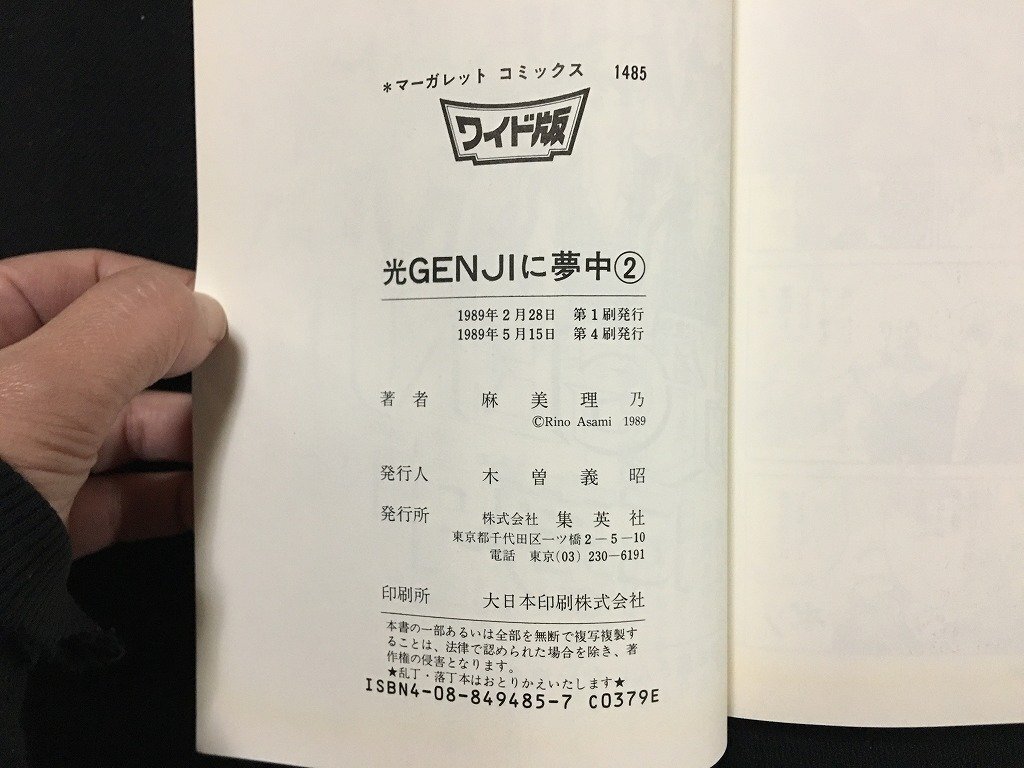 ＊マーガレット コミックス 1485
ワイド版
光GENJIに夢中②
1989年2月28日 第1刷発行
1989年5月15日 第4刷発行
著者 麻美理乃
©Rino Asami 1989
発行人 木曽義昭
発行所 株式会社 集英社
東京都千代田区一ツ橋2－5－10
電話 東京(03) 230－6191
印刷所 大日本印刷株式会社
本書の一部あるいは全部を無断で複写複製す
ることは、法律で認められた場合を除き、著
作権の侵害となります。
★乱丁・落丁本はおとりかえいたします★
ISBN4-08-849485-7 C0379E